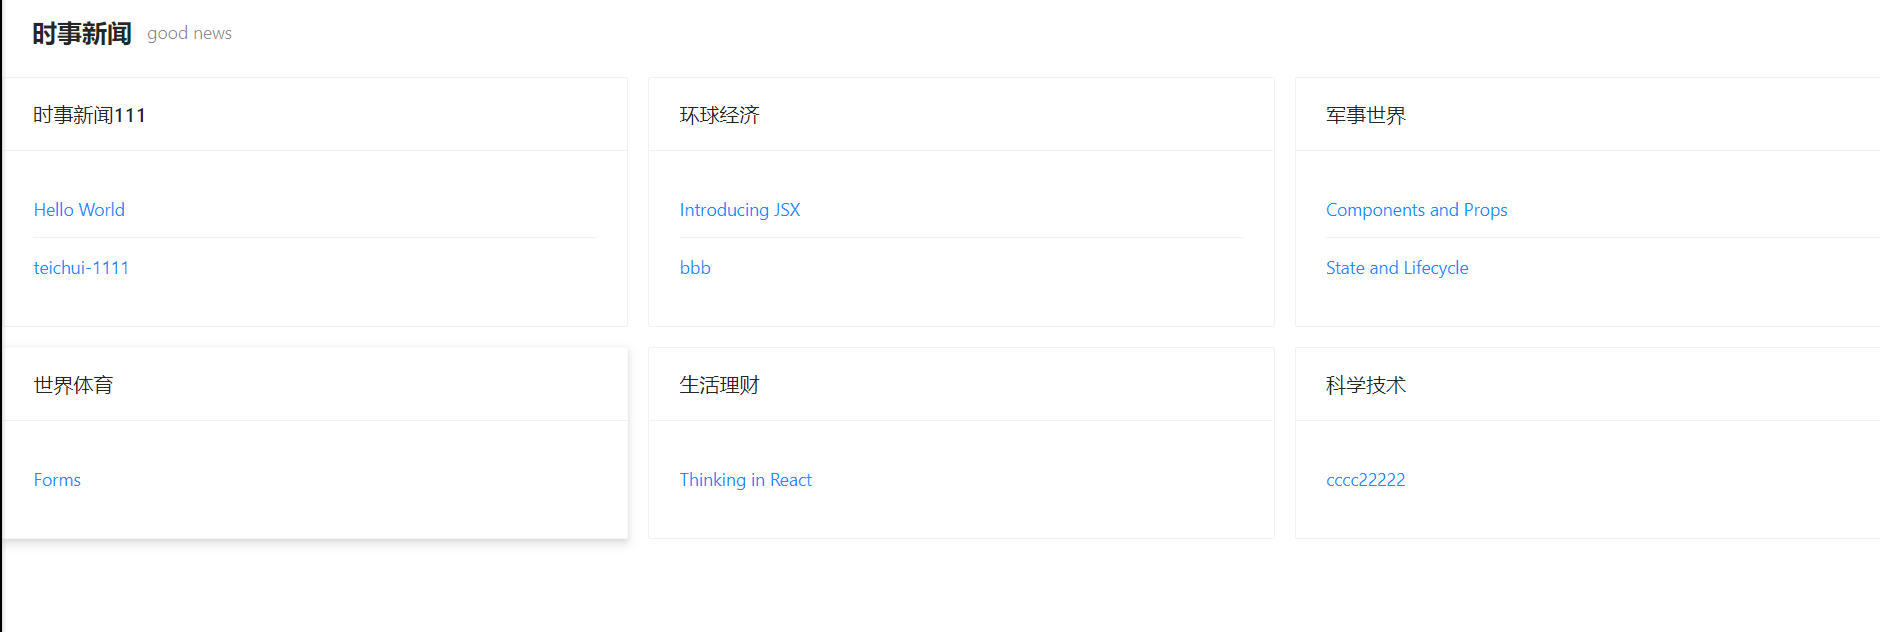 时事新闻 good news
时事新闻111
Hello World
teichui-1111
环球经济
Introducing JSX
bbb
军事世界
Components and Props
State and Lifecycle
世界体育
Forms
生活理财
Thinking in React
科学技术
cccc22222